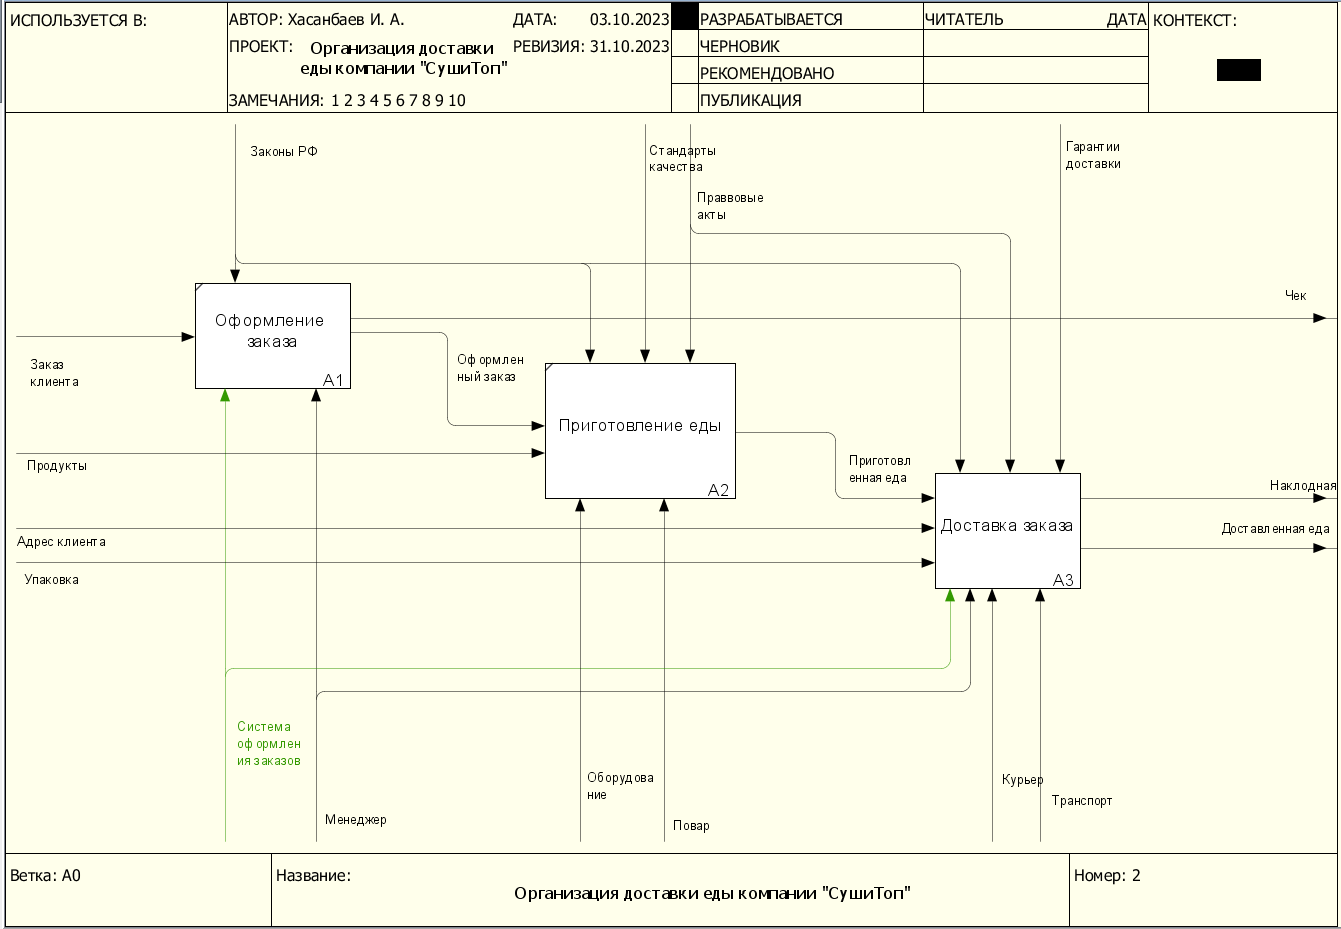 ИСПОЛЬЗУЕТСЯ В:
АВТОР: Хасанбаев И. А.
ДАТА: 03.10.2023
РАЗРАБАТЫВАЕТСЯ
ЧИТАТЕЛЬ
ДАТА
КОНТЕКСТ:
ПРОЕКТ: Организация доставки
еды компании "СушиТоп"
РЕВИЗИЯ: 31.10.2023
ЧЕРНОВИК
РЕКОМЕНДОВАНО
ЗАМЕЧАНИЯ: 1 2 3 4 5 6 7 8 9 10
ПУБЛИКАЦИЯ
Законы РФ
Стандарты
качества
Гарантии
доставки
Праввовые
акты
Чек
Оформление
заказа
A1
Заказ
клиента
Оформлен
ный заказ
Приготовление еды
A2
Продукты
Приготовл
енная еда
Накладная
Доставка заказа
A3
Доставленная еда
Адрес клиента
Упаковка
Система
оформлен
ия заказов
Оборудова
ние
Курьер
Транспорт
Менеджер
Повар
Ветка: A0
Название:
Организация доставки еды компании "СушиТоп"
Номер: 2